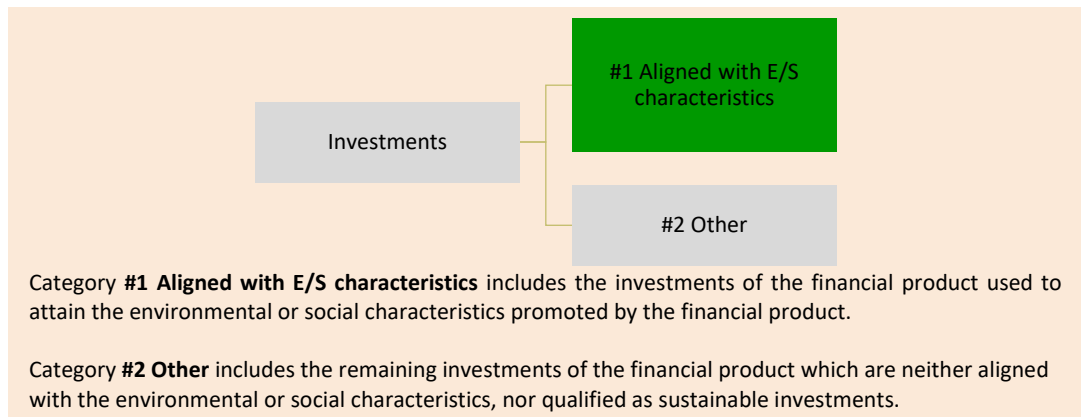 #1 Aligned with E/S
characteristics
Investments
#2 Other
Category #1 Aligned with E/S characteristics includes the investments of the financial product used to
attain the environmental or social characteristics promoted by the financial product.
Category #2 Other includes the remaining investments of the financial product which are neither aligned
with the environmental or social characteristics, nor qualified as sustainable investments.